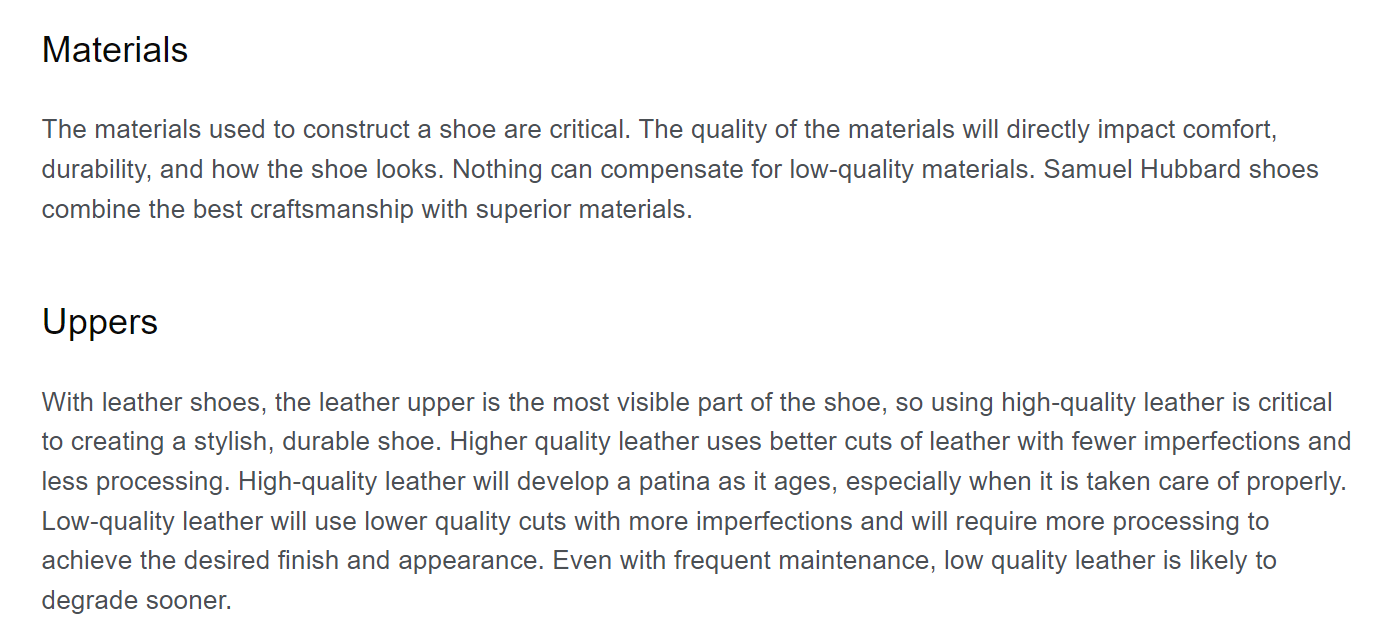 Materials
The materials used to construct a shoe are critical. The quality of the materials will directly impact comfort,
durability, and how the shoe looks. Nothing can compensate for low-quality materials. Samuel Hubbard shoes
combine the best craftsmanship with superior materials.
Uppers
With leather shoes, the leather upper is the most visible part of the shoe, so using high-quality leather is critical
to creating a stylish, durable shoe. Higher quality leather uses better cuts of leather with fewer imperfections and
less processing. High-quality leather will develop a patina as it ages, especially when it is taken care of properly.
Low-quality leather will use lower quality cuts with more imperfections and will require more processing to
achieve the desired finish and appearance. Even with frequent maintenance, low quality leather is likely to
degrade sooner.